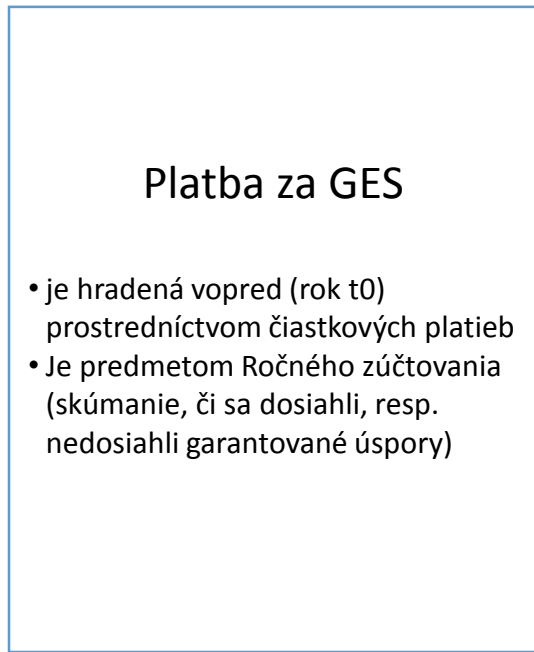 Platba za GES
• je hradená vopred (rok t0)
prostredníctvom čiastkových platieb
• Je predmetom Ročného zúčtovania
(skúmanie, či sa dosiahli, resp.
nedosiahli garantované úspory)